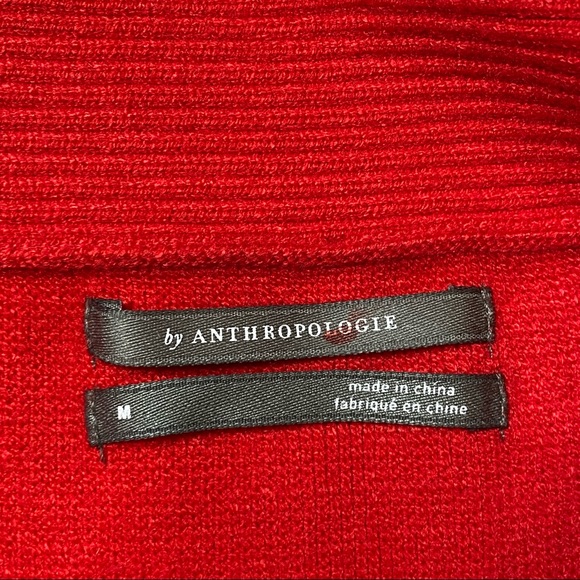 by ANTHROPOLOGIE
M
made in china
fabriqué en chine